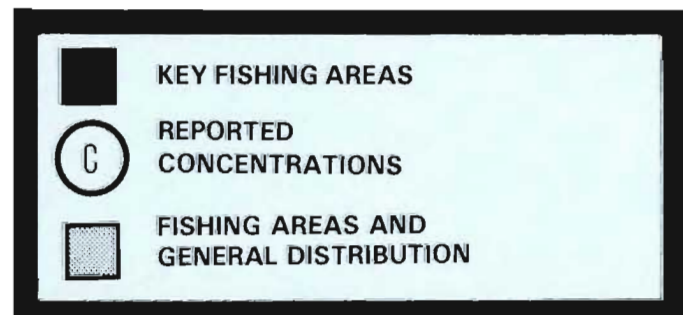 KEY FISHING AREAS
C
REPORTED
CONCENTRATIONS
FISHING AREAS AND
GENERAL DISTRIBUTION